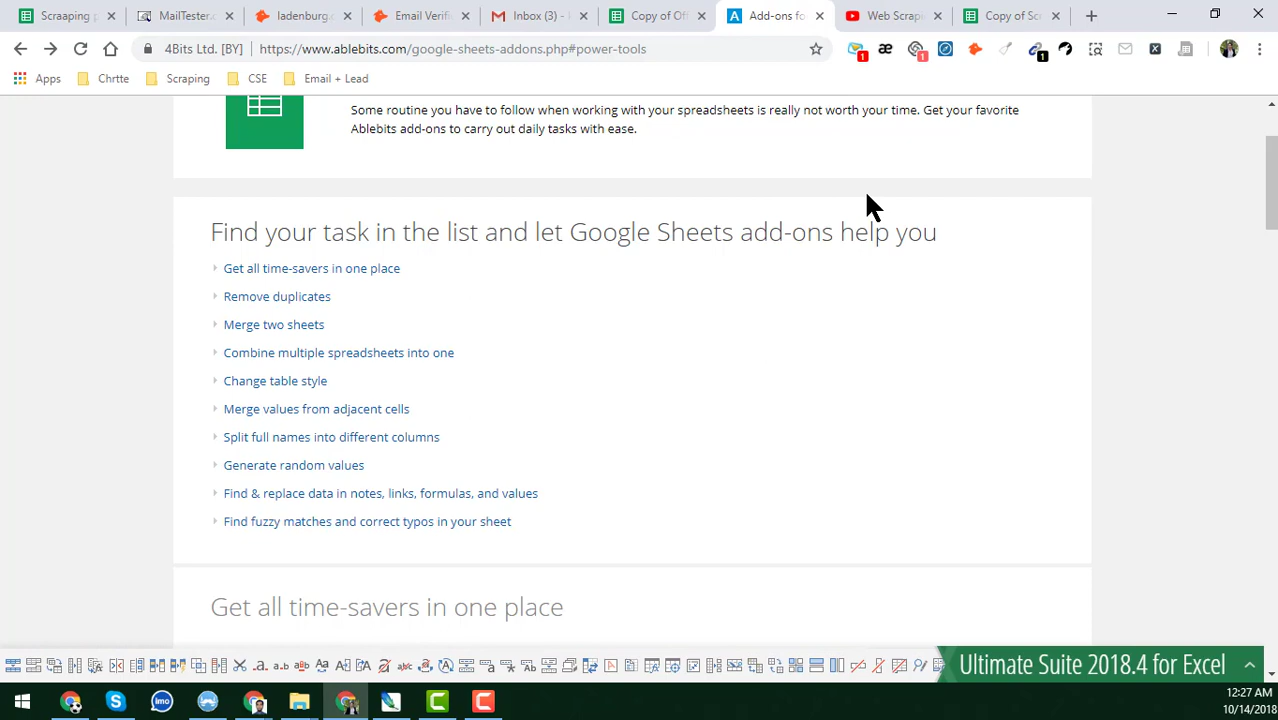 Scraping p
MailTester.
ladenburg.c
Email Verifi
Inbox (3) -
Copy of Off
Add-ons fo
Web Scrapi
Copy of Scr
4Bits Ltd. [BY] https://www.ablebits.com/google-sheets-addons.php#power-tools
Apps Chrtte Scraping CSE Email + Lead
Some routine you have to follow when working with your spreadsheets is really not worth your time. Get your favorite
Ablebits add-ons to carry out daily tasks with ease.
Find your task in the list and let Google Sheets add-ons help you
Get all time-savers in one place
Remove duplicates
Merge two sheets
Combine multiple spreadsheets into one
Change table style
Merge values from adjacent cells
Split full names into different columns
Generate random values
Find & replace data in notes, links, formulas, and values
Find fuzzy matches and correct typos in your sheet
Get all time-savers in one place
Ultimate Suite 2018.4 for Excel
12:27 AM
10/14/2018